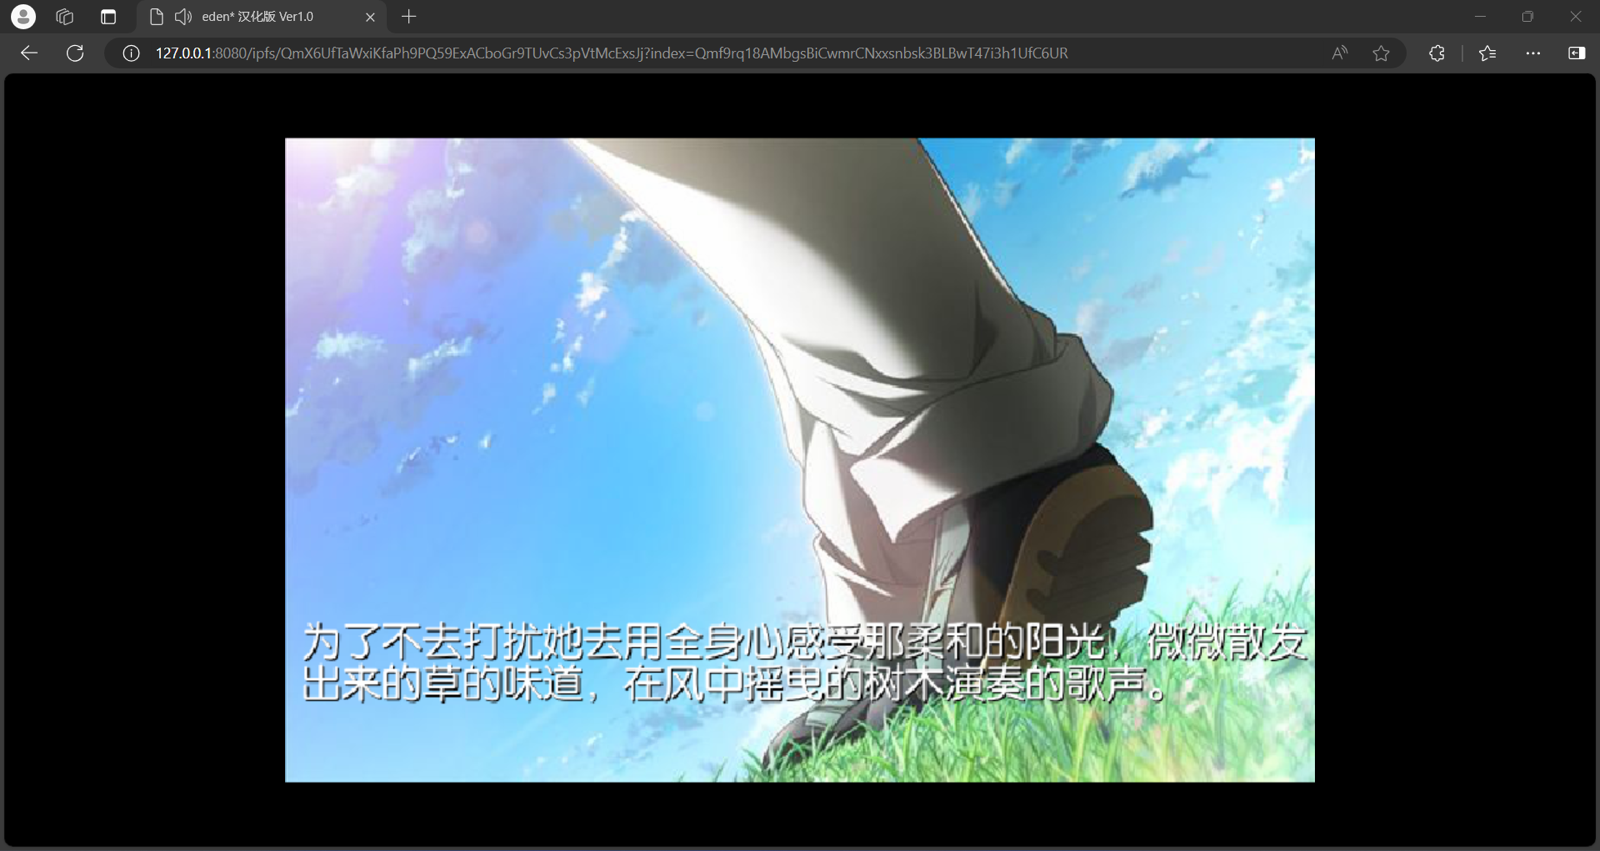 eden* 汉化版 Ver1.0
127.0.0.1:8080/ipfs/QmX6UfTaWxiKfaPh9PQ59ExACboGr9TUvCs3pVtMcExsJj?index=Qmf9rq18AMbgsBiCwmrCNxxsnbsk3BLBwT47i3h1UfC6UR
为了不去打扰她去用全身心感受那柔和的阳光，微微散发
出来的草的味道，在风中摇曳的树木演奏的歌声。